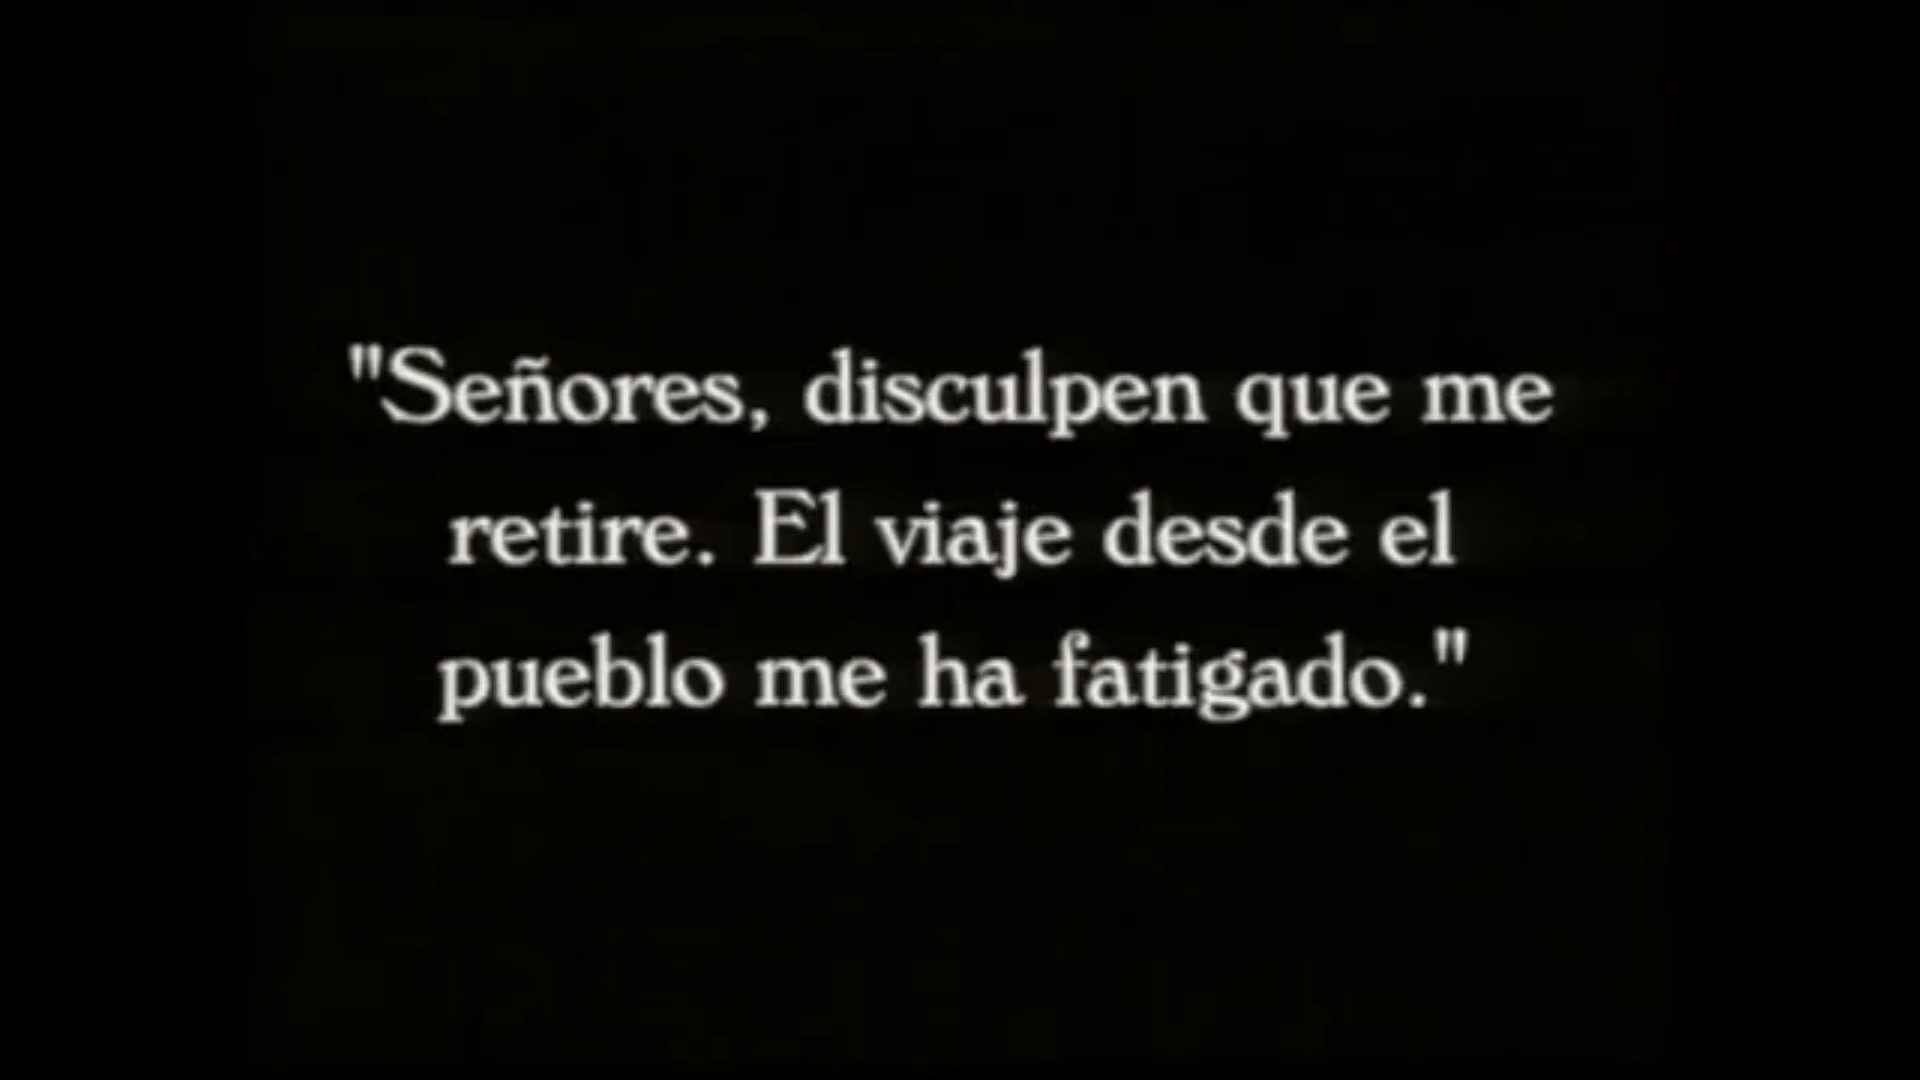 "Señores, disculpen que me
retire. El viaje desde el
pueblo me ha fatigado."